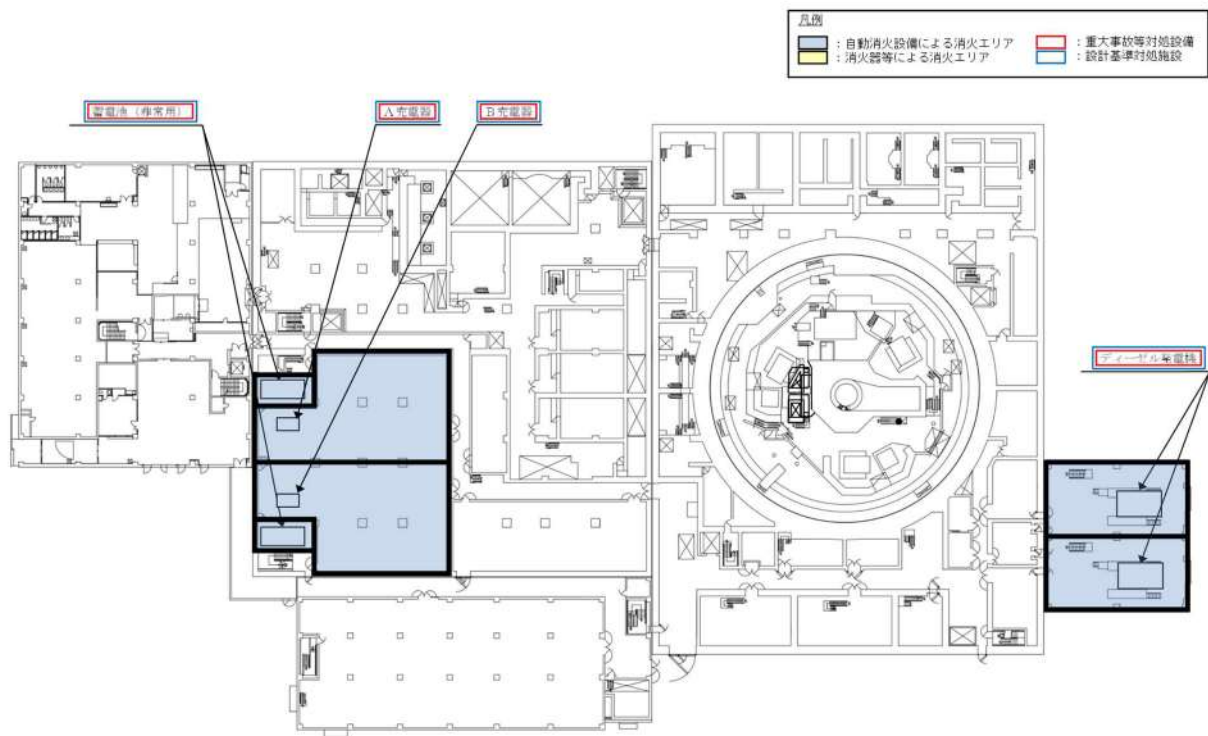 凡例
：自動消火設備による消火エリア
：重大事故等対処設備
：消火器等による消火エリア
：設計基準対処施設
蓄電池（非常用）
A充電器
B充電器
ディーゼル発電機